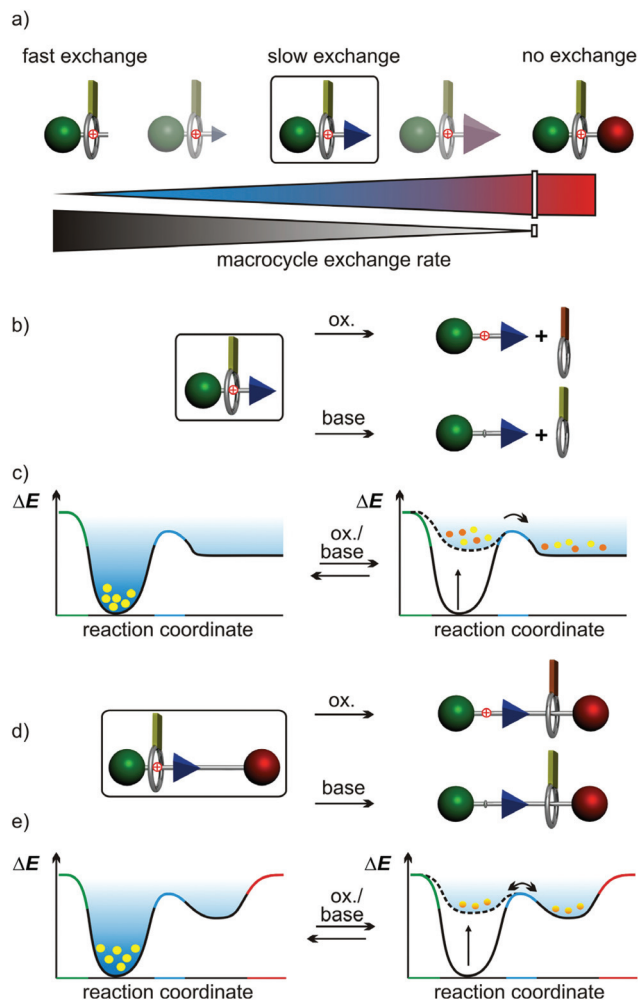 a)
fast exchange slow exchange no exchange
macrocycle exchange rate
b)
ox.
+
base
+
c)
ΔE ΔE
ox./
base
reaction coordinate reaction coordinate
ox.
d)
base
e)
ΔE ΔE
ox./
base
reaction coordinate reaction coordinate